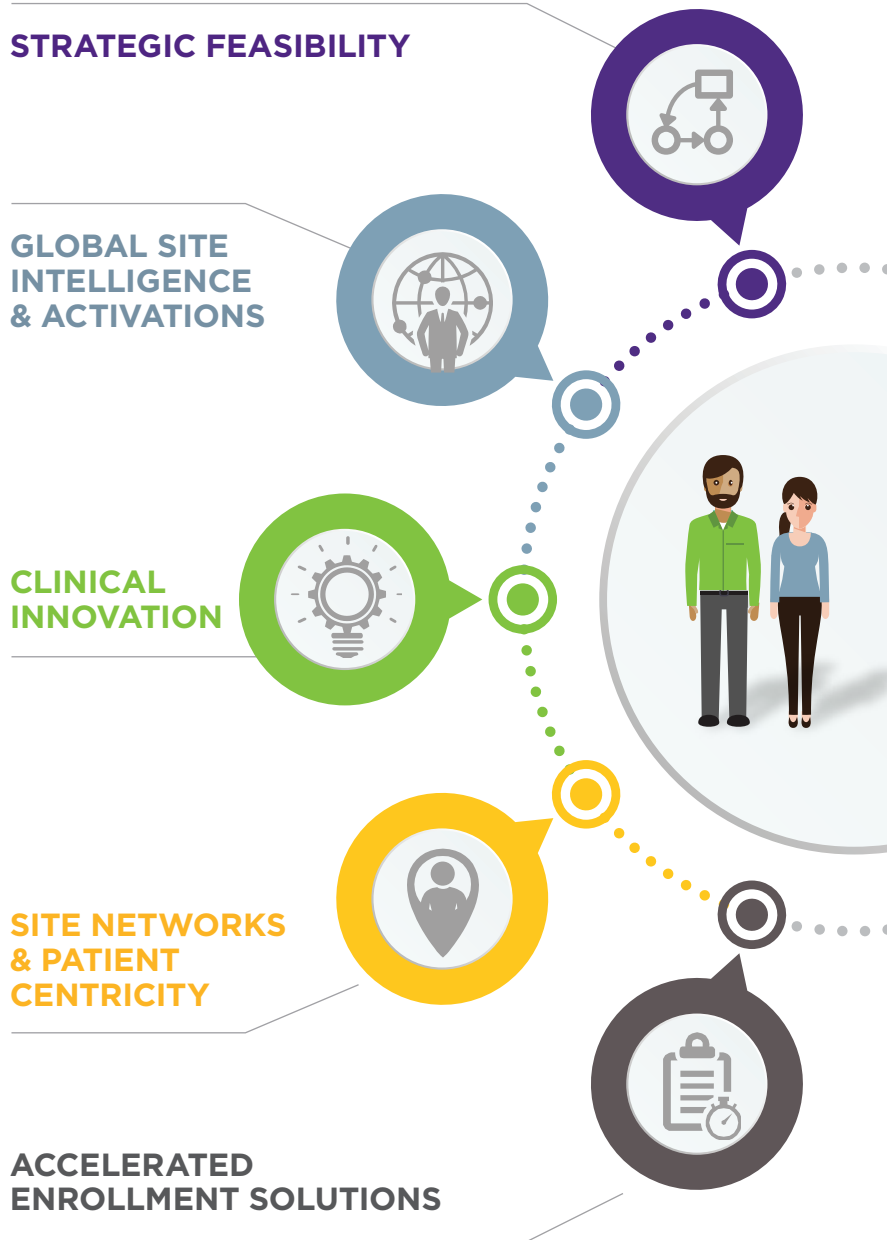 STRATEGIC FEASIBILITY
GLOBAL SITE
INTELLIGENCE
& ACTIVATIONS
CLINICAL
INNOVATION
SITE NETWORKS
& PATIENT
CENTRICITY
ACCELERATED
ENROLLMENT SOLUTIONS